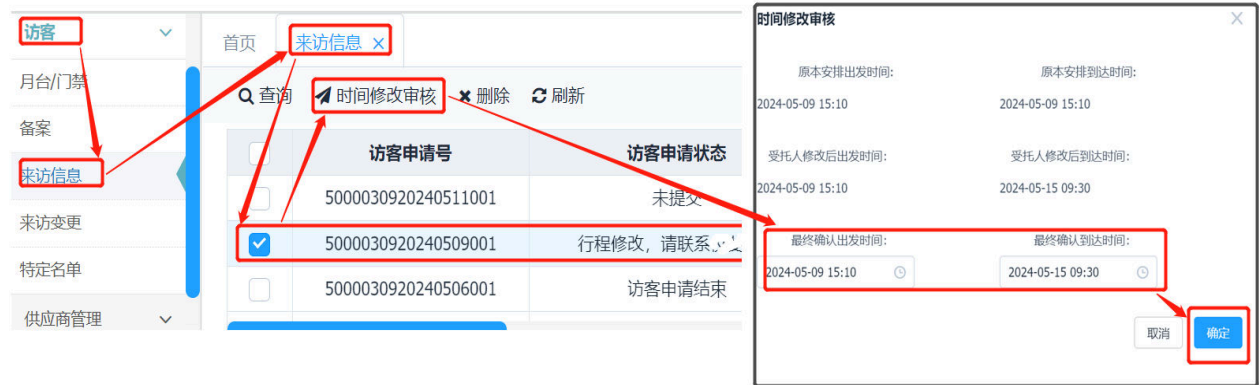 访客
月台/门禁
备案
来访信息
来访变更
特定名单
供应商管理
首页 来访信息 ×
查询 时间修改审核 删除 刷新
访客申请号 访客申请状态
5000030920240511001 未提交
5000030920240509001 行程修改，请联系
5000030920240506001 访客申请结束
时间修改审核
原本安排出发时间: 原本安排到达时间:
2024-05-09 15:10 2024-05-09 15:10
受托人修改后出发时间: 受托人修改后到达时间:
2024-05-09 15:10 2024-05-15 09:30
最终确认出发时间: 最终确认到达时间:
2024-05-09 15:10 2024-05-15 09:30
取消 确定